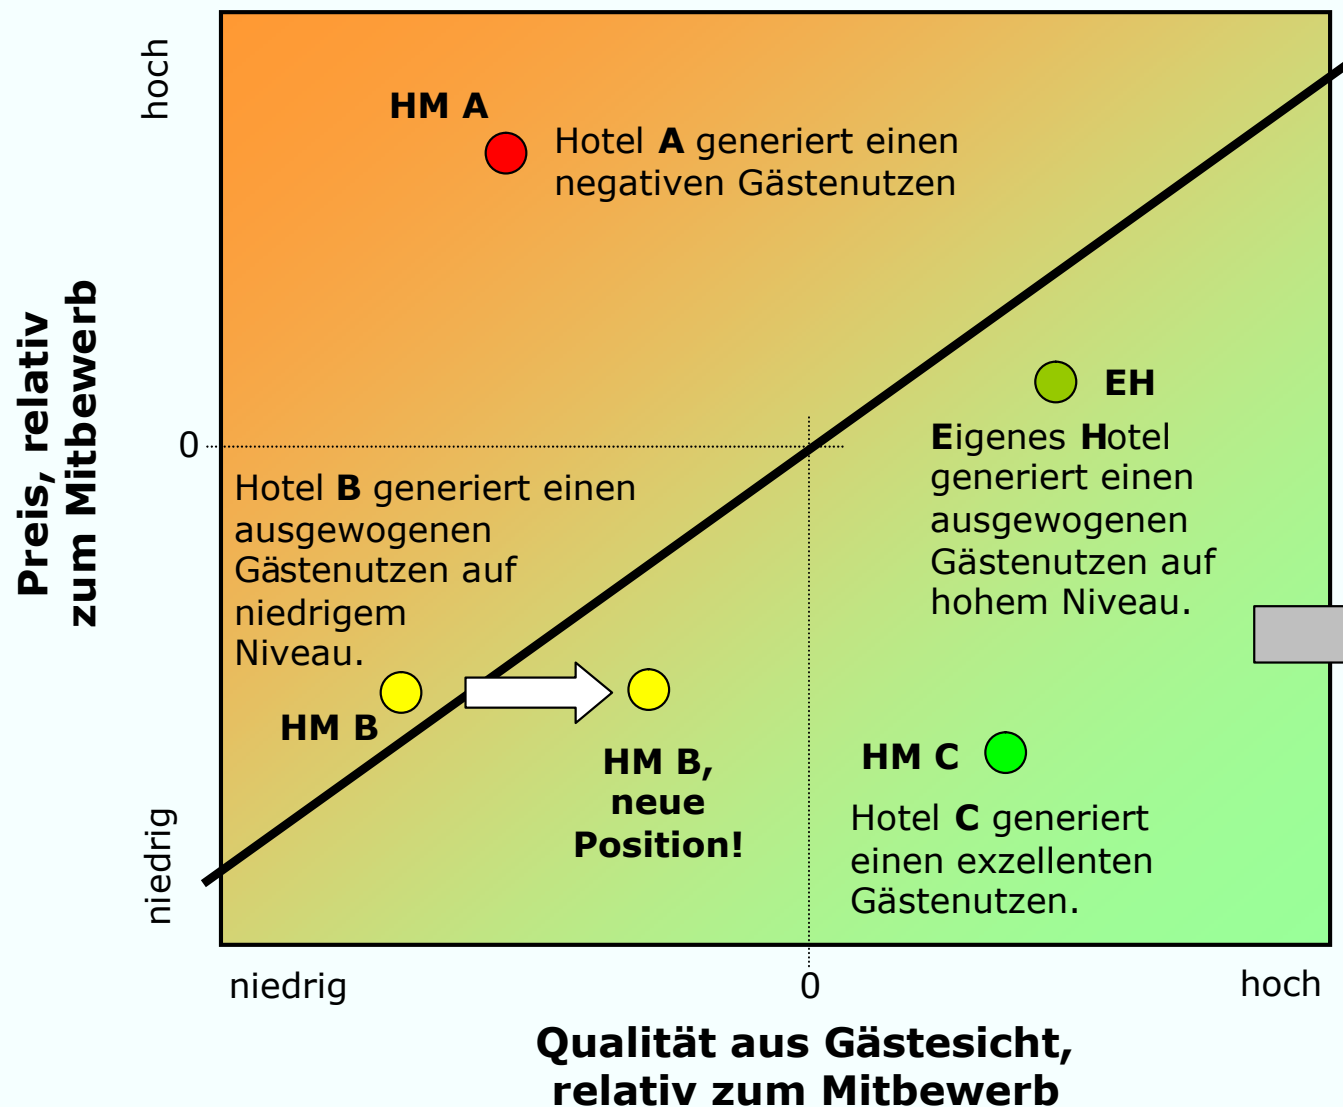 hoch
HM A
Hotel A generiert einen
negativen Gästenutzen
Preis, relativ
zum Mitbewerb
EH
Eigenes Hotel
generiert einen
ausgewogenen
Gästenutzen auf
hohem Niveau.
0
Hotel B generiert einen
ausgewogenen
Gästenutzen auf
niedrigem
Niveau.
HM B
HM B,
neue
Position!
HM C
Hotel C generiert
einen exzellenten
Gästenutzen.
niedrig
niedrig
0
hoch
Qualität aus Gästesicht,
relativ zum Mitbewerb